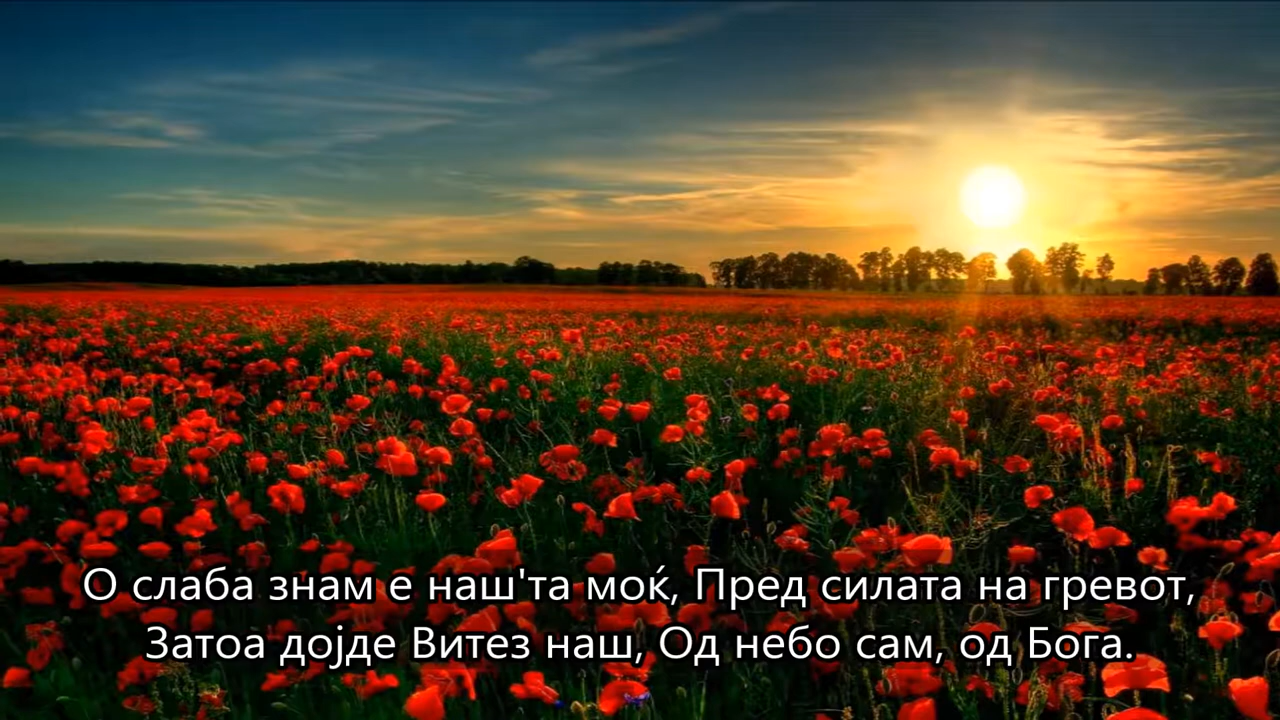 О слаба знам е наш'та моќ, Пред силата на гревот,
Затоа дојде Витез наш, Од небо сам, од Бога.